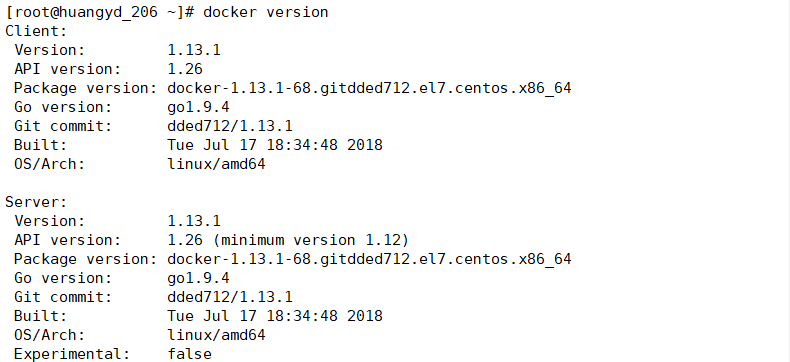 [root@huangyd_206 ~]# docker version
Client:
 Version:         1.13.1
 API version:     1.26
 Package version: docker-1.13.1-68.gitdded712.el7.centos.x86_64
 Go version:      go1.9.4
 Git commit:      dded712/1.13.1
 Built:           Tue Jul 17 18:34:48 2018
 OS/Arch:         linux/amd64

Server:
 Version:         1.13.1
 API version:     1.26 (minimum version 1.12)
 Package version: docker-1.13.1-68.gitdded712.el7.centos.x86_64
 Go version:      go1.9.4
 Git commit:      dded712/1.13.1
 Built:           Tue Jul 17 18:34:48 2018
 OS/Arch:         linux/amd64
 Experimental:    false